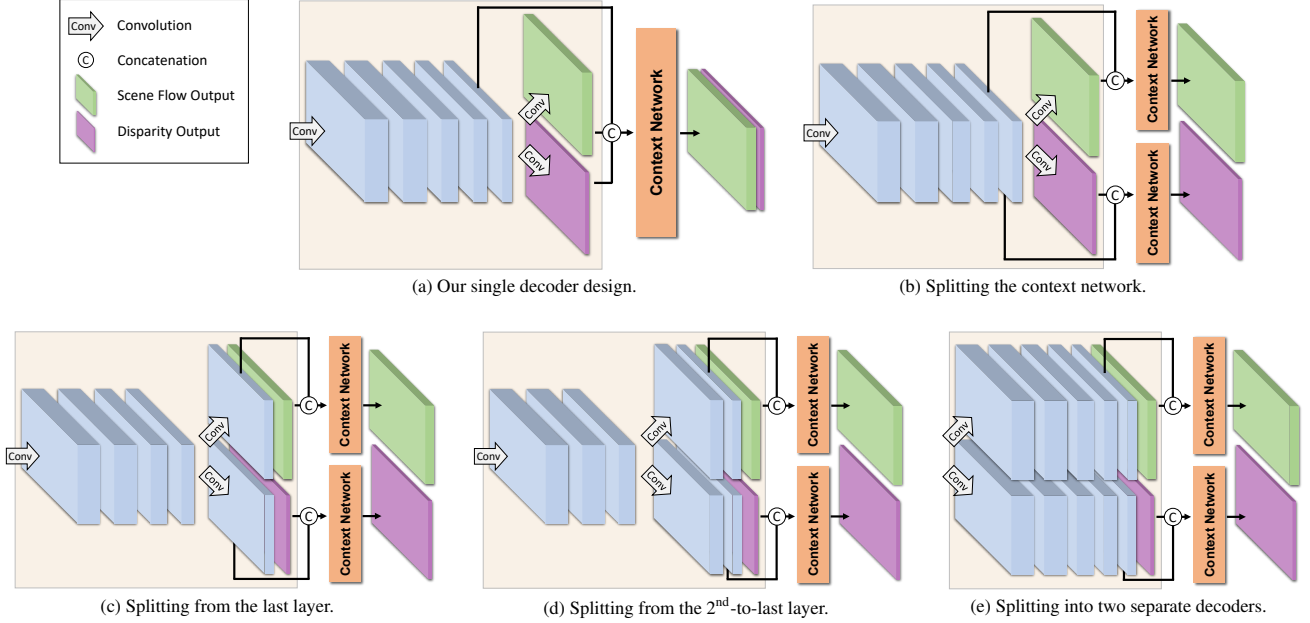 Conv
Convolution
C
Concatenation
Scene Flow Output
Disparity Output
Conv
Conv
Conv
C
Context Network
(a) Our single decoder design.
Conv
Conv
Conv
C
C
Context Network
Context Network
(b) Splitting the context network.
Conv
Conv
Conv
C
C
Context Network
Context Network
(c) Splitting from the last layer.
Conv
Conv
Conv
C
C
Context Network
Context Network
(d) Splitting from the 2nd-to-last layer.
Conv
Conv
C
C
Context Network
Context Network
(e) Splitting into two separate decoders.